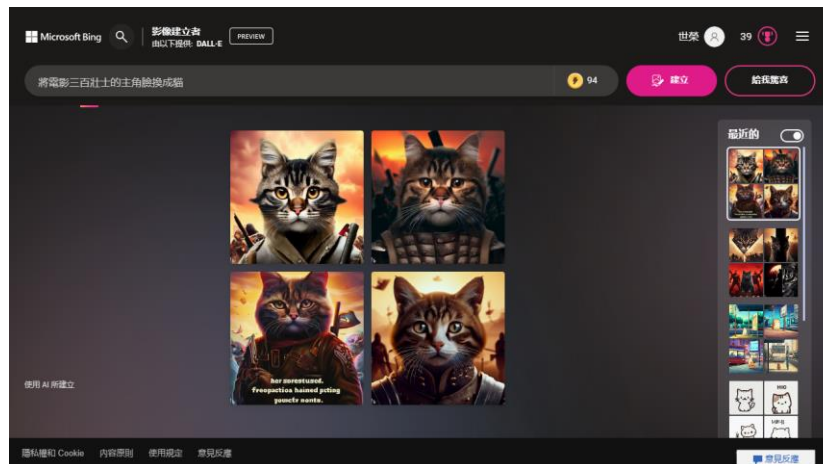 Microsoft Bing
影像建立者
由以下提供: DALL·E
PREVIEW
世榮
39
將電影三百壯士的主角臉換成貓
94
建立
給我驚喜
最近的
her
使用 AI 所建立
隱私權和 Cookie
內容原則
使用規定
意見反應
意見反應